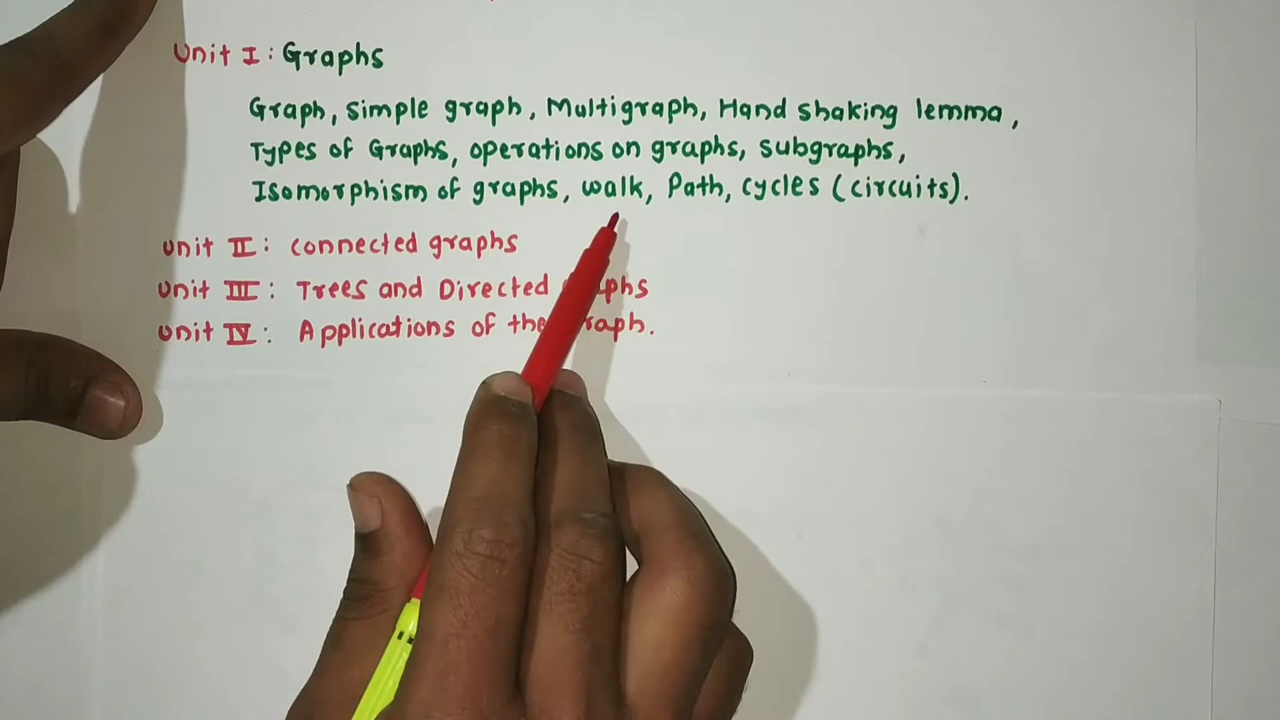 Unit I: Graphs
Graph, Simple graph, Multigraph, Hand shaking lemma,
Types of Graphs, operations on graphs, subgraphs,
Isomorphism of graphs, walk, Path, cycles (circuits).
Unit II: Connected graphs
Unit III: Trees and Directed
Unit IV: Applications of the